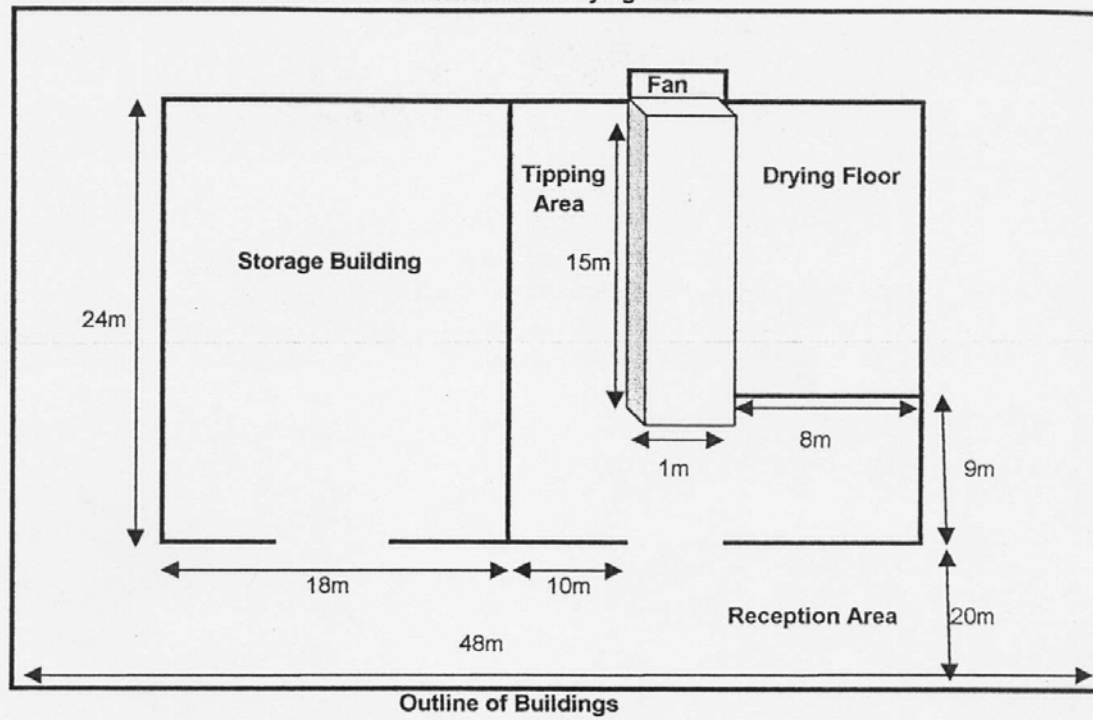 Fan
Tipping
Area
Drying Floor
15m
Storage Building
24m
8m
1m
9m
18m
10m
Reception Area
20m
48m
Outline of Buildings